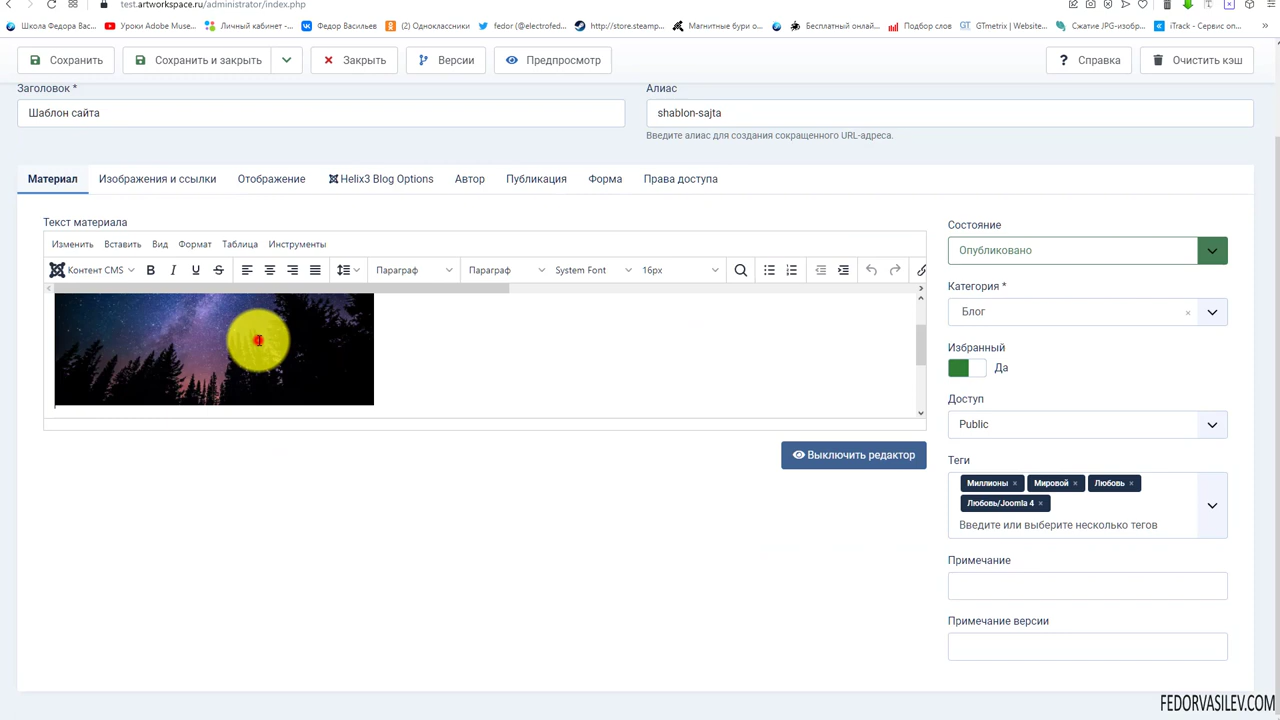 test.artworkspace.ru/administrator/index.php
Школа Федора Вас...
Уроки Adobe Muse...
Личный кабинет -...
Федор Васильев
(2) Одноклассники
fedor (@electrofed...
http://store.steamp...
Магнитные бури о...
Бесплатный онлай...
Подбор слов
GTmetrix | Website...
Сжатие JPG-изобр...
iTrack - Сервис оп...
Сохранить
Сохранить и закрыть
Закрыть
Версии
Предпросмотр
Справка
Очистить кэш
Заголовок *
Алиас
Шаблон сайта
shablon-sajta
Введите алиас для создания сокращенного URL-адреса.
Материал
Изображения и ссылки
Отображение
Helix3 Blog Options
Автор
Публикация
Форма
Права доступа
Текст материала
Изменить
Вставить
Вид
Формат
Таблица
Инструменты
Контент CMS
Параграф
Параграф
System Font
16px
Выключить редактор
Состояние
Опубликовано
Категория *
Блог
Избранный
Да
Доступ
Public
Теги
Миллионы
Мировой
Любовь
Любовь/Joomla 4
Введите или выберите несколько тегов
Примечание
Примечание версии
FEDORVASILEV.COM